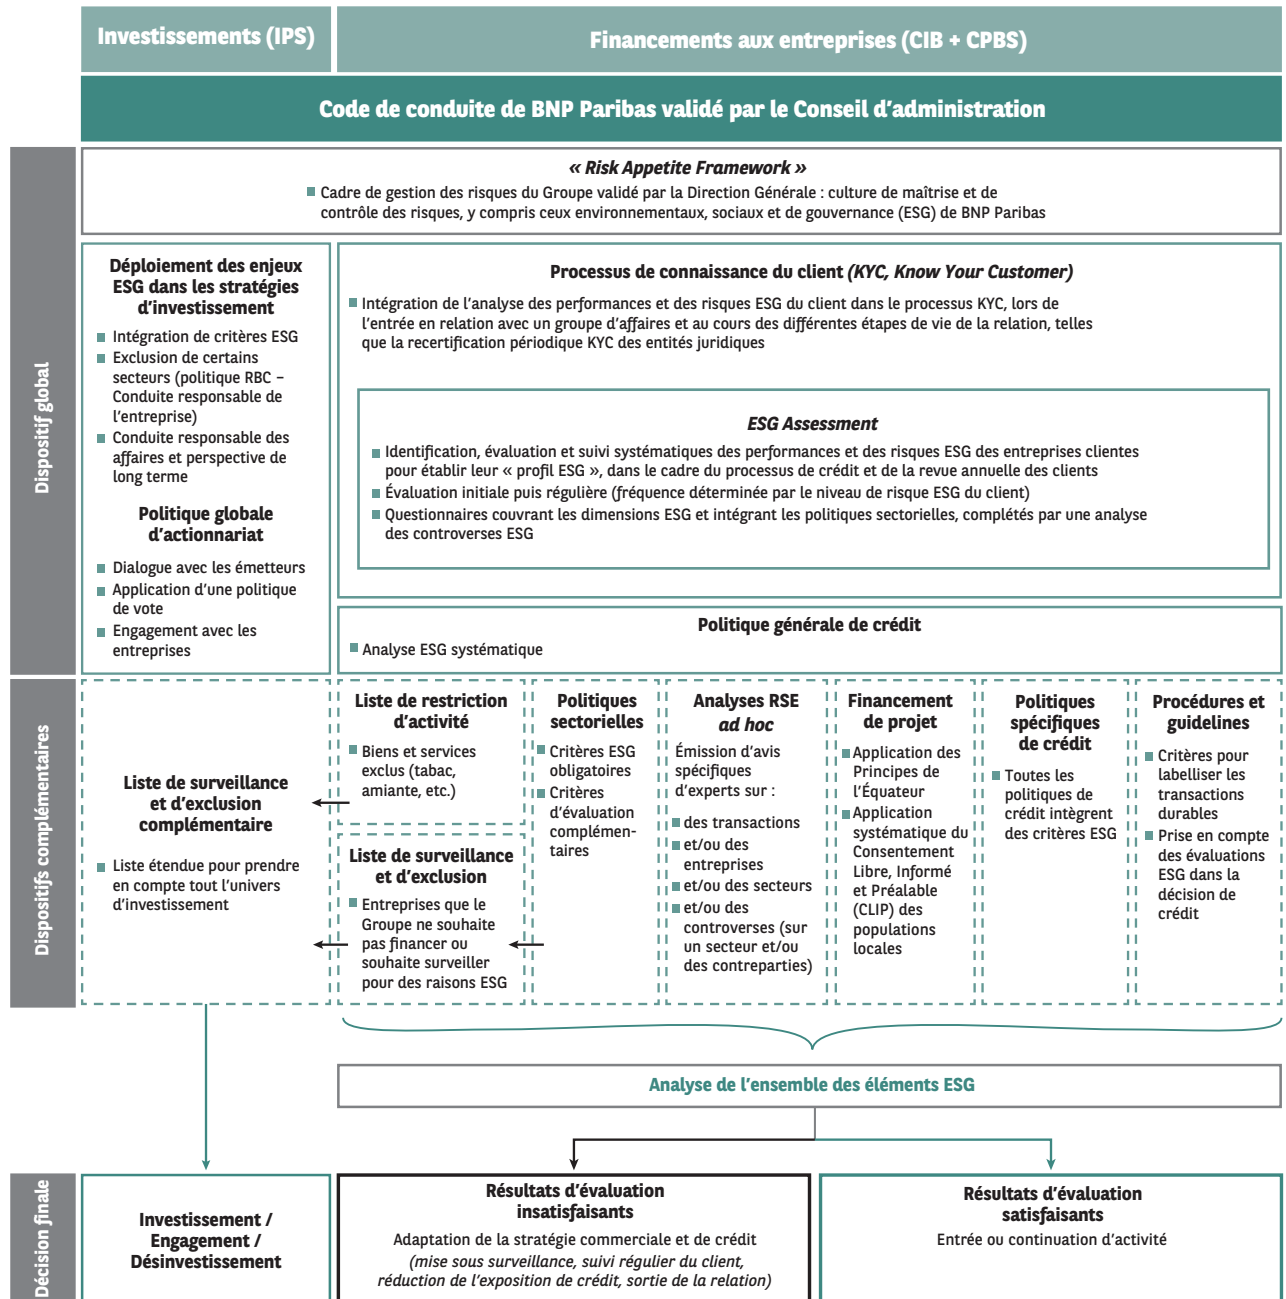 Investissements (IPS)
Financements aux entreprises (CIB + CPBS)
Code de conduite de BNP Paribas validé par le Conseil d'administration
Dispositif global
« Risk Appetite Framework »
Cadre de gestion des risques du Groupe validé par la Direction Générale : culture de maîtrise et de
contrôle des risques, y compris ceux environnementaux, sociaux et de gouvernance (ESG) de BNP Paribas
Déploiement des enjeux
ESG dans les stratégies
d'investissement
Intégration de critères ESG
Exclusion de certains
secteurs (politique RBC –
Conduite responsable de
l'entreprise)
Conduite responsable des
affaires et perspective de
long terme
Politique globale
d'actionnariat
Dialogue avec les émetteurs
Application d'une politique
de vote
Engagement avec les
entreprises
Processus de connaissance du client (KYC, Know Your Customer)
Intégration de l'analyse des performances et des risques ESG du client dans le processus KYC, lors de
l'entrée en relation avec un groupe d'affaires et au cours des différentes étapes de vie de la relation, telles
que la recertification périodique KYC des entités juridiques
ESG Assessment
Identification, évaluation et suivi systématiques des performances et des risques ESG des entreprises clientes
pour établir leur « profil ESG », dans le cadre du processus de crédit et de la revue annuelle des clients
Évaluation initiale puis régulière (fréquence déterminée par le niveau de risque ESG du client)
Questionnaires couvrant les dimensions ESG et intégrant les politiques sectorielles, complétés par une analyse
des controverses ESG
Politique générale de crédit
Analyse ESG systématique
Dispositifs complémentaires
Liste de surveillance
et d'exclusion
complémentaire
Liste étendue pour prendre
en compte tout l'univers
d'investissement
Liste de restriction
d'activité
Biens et services
exclus (tabac,
amiante, etc.)
Liste de surveillance
et d'exclusion
Entreprises que le
Groupe ne souhaite
pas financer ou
souhaite surveiller
pour des raisons ESG
Politiques
sectorielles
Critères ESG
obligatoires
Critères
d'évaluation
complémen-
taires
Analyses RSE
ad hoc
Émission d'avis
spécifiques
d'experts sur :
des transactions
et/ou des
entreprises
et/ou des secteurs
et/ou des
controverses (sur
un secteur et/ou
des contreparties)
Financement
de projet
Application des
Principes de
l'Équateur
Application
systématique du
Consentement
Libre, Informé
et Préalable
(CLIP) des
populations
locales
Politiques
spécifiques
de crédit
Toutes les
politiques de
crédit intègrent
des critères ESG
Procédures et
guidelines
Critères pour
labelliser les
transactions
durables
Prise en compte
des évaluations
ESG dans la
décision de
crédit
Analyse de l'ensemble des éléments ESG
Décision finale
Investissement /
Engagement /
Désinvestissement
Résultats d'évaluation
insatisfaisants
Adaptation de la stratégie commerciale et de crédit
(mise sous surveillance, suivi régulier du client,
réduction de l'exposition de crédit, sortie de la relation)
Résultats d'évaluation
satisfaisants
Entrée ou continuation d'activité